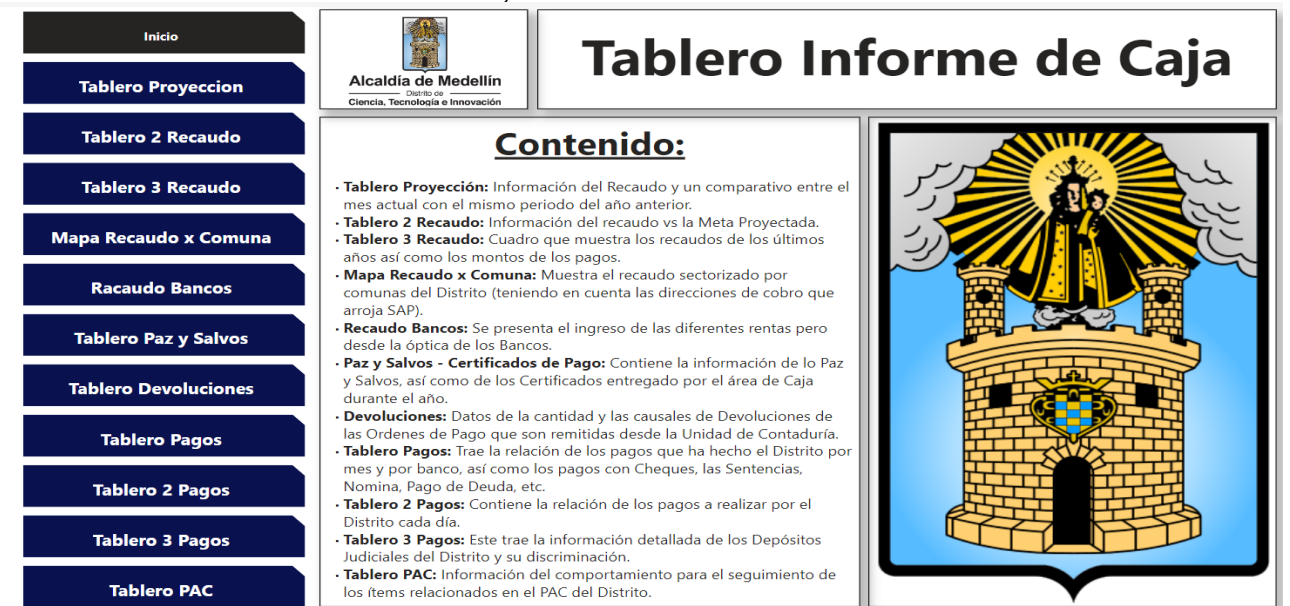 Inicio
Tablero Proyeccion
Tablero 2 Recaudo
Tablero 3 Recaudo
Mapa Recaudo x Comuna
Racaudo Bancos
Tablero Paz y Salvos
Tablero Devoluciones
Tablero Pagos
Tablero 2 Pagos
Tablero 3 Pagos
Tablero PAC
Alcaldía de Medellín
Distrito de
Ciencia, Tecnología e Innovación
Tablero Informe de Caja
Contenido:
• Tablero Proyección: Información del Recaudo y un comparativo entre el
mes actual con el mismo periodo del año anterior.
• Tablero 2 Recaudo: Información del recaudo vs la Meta Proyectada.
• Tablero 3 Recaudo: Cuadro que muestra los recaudos de los últimos
años así como los montos de los pagos.
• Mapa Recaudo x Comuna: Muestra el recaudo sectorizado por
comunas del Distrito (teniendo en cuenta las direcciones de cobro que
arroja SAP).
• Recaudo Bancos: Se presenta el ingreso de las diferentes rentas pero
desde la óptica de los Bancos.
• Paz y Salvos - Certificados de Pago: Contiene la información de lo Paz
y Salvos, así como de los Certificados entregado por el área de Caja
durante el año.
• Devoluciones: Datos de la cantidad y las causales de Devoluciones de
las Ordenes de Pago que son remitidas desde la Unidad de Contaduría.
• Tablero Pagos: Trae la relación de los pagos que ha hecho el Distrito por
mes y por banco, así como los pagos con Cheques, las Sentencias,
Nomina, Pago de Deuda, etc.
• Tablero 2 Pagos: Contiene la relación de los pagos a realizar por el
Distrito cada día.
• Tablero 3 Pagos: Este trae la información detallada de los Depósitos
Judiciales del Distrito y su discriminación.
• Tablero PAC: Información del comportamiento para el seguimiento de
los ítems relacionados en el PAC del Distrito.